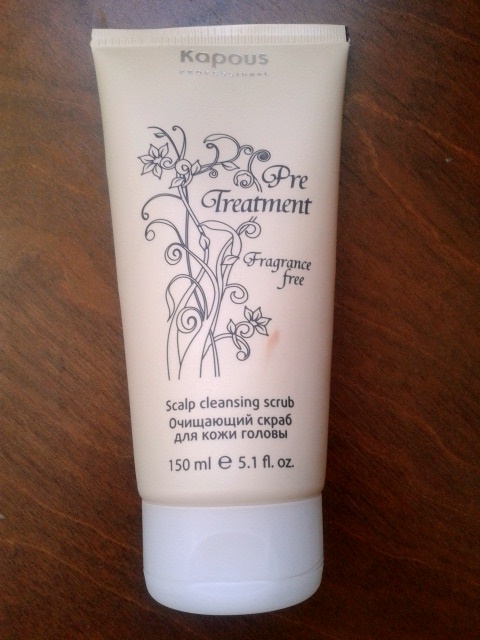 Kapous
PROFESSIONAL
Pre
Treatment
Fragrance
free
Scalp cleansing scrub
Очищающий скраб
для кожи головы
150 ml ℮ 5.1 fl. oz.